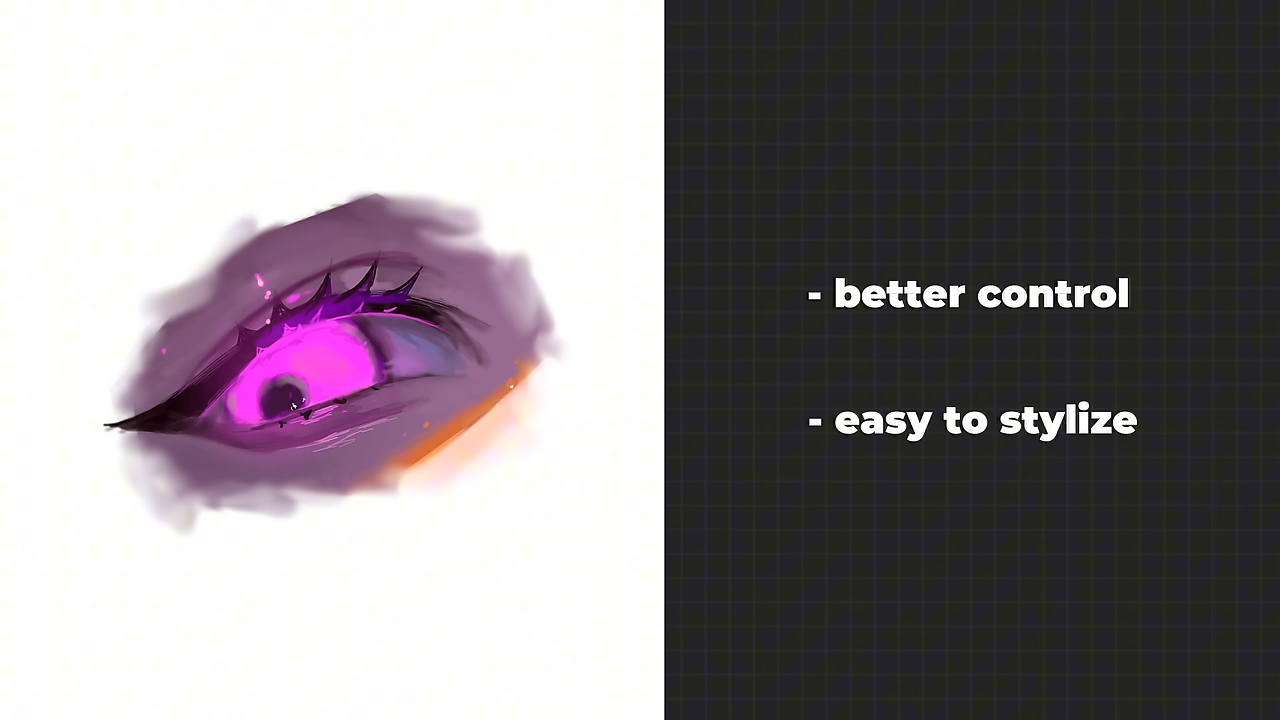 - better control
- easy to stylize